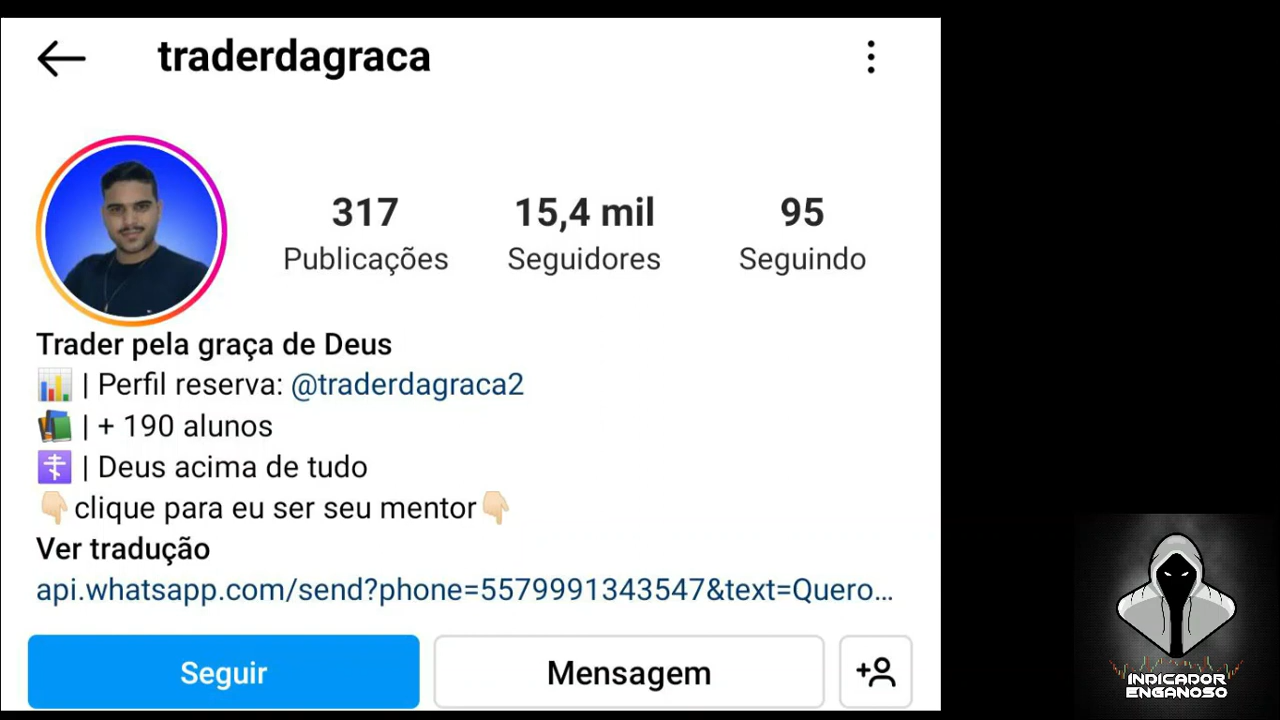 traderdagraca
317 15,4 mil 95
Publicações Seguidores Seguindo
Trader pela graça de Deus
| Perfil reserva: @traderdagraca2
| + 190 alunos
| Deus acima de tudo
clique para eu ser seu mentor
Ver tradução
api.whatsapp.com/send?phone=5579991343547&text=Quero...
Seguir Mensagem
INDICADOR
ENGANOSO